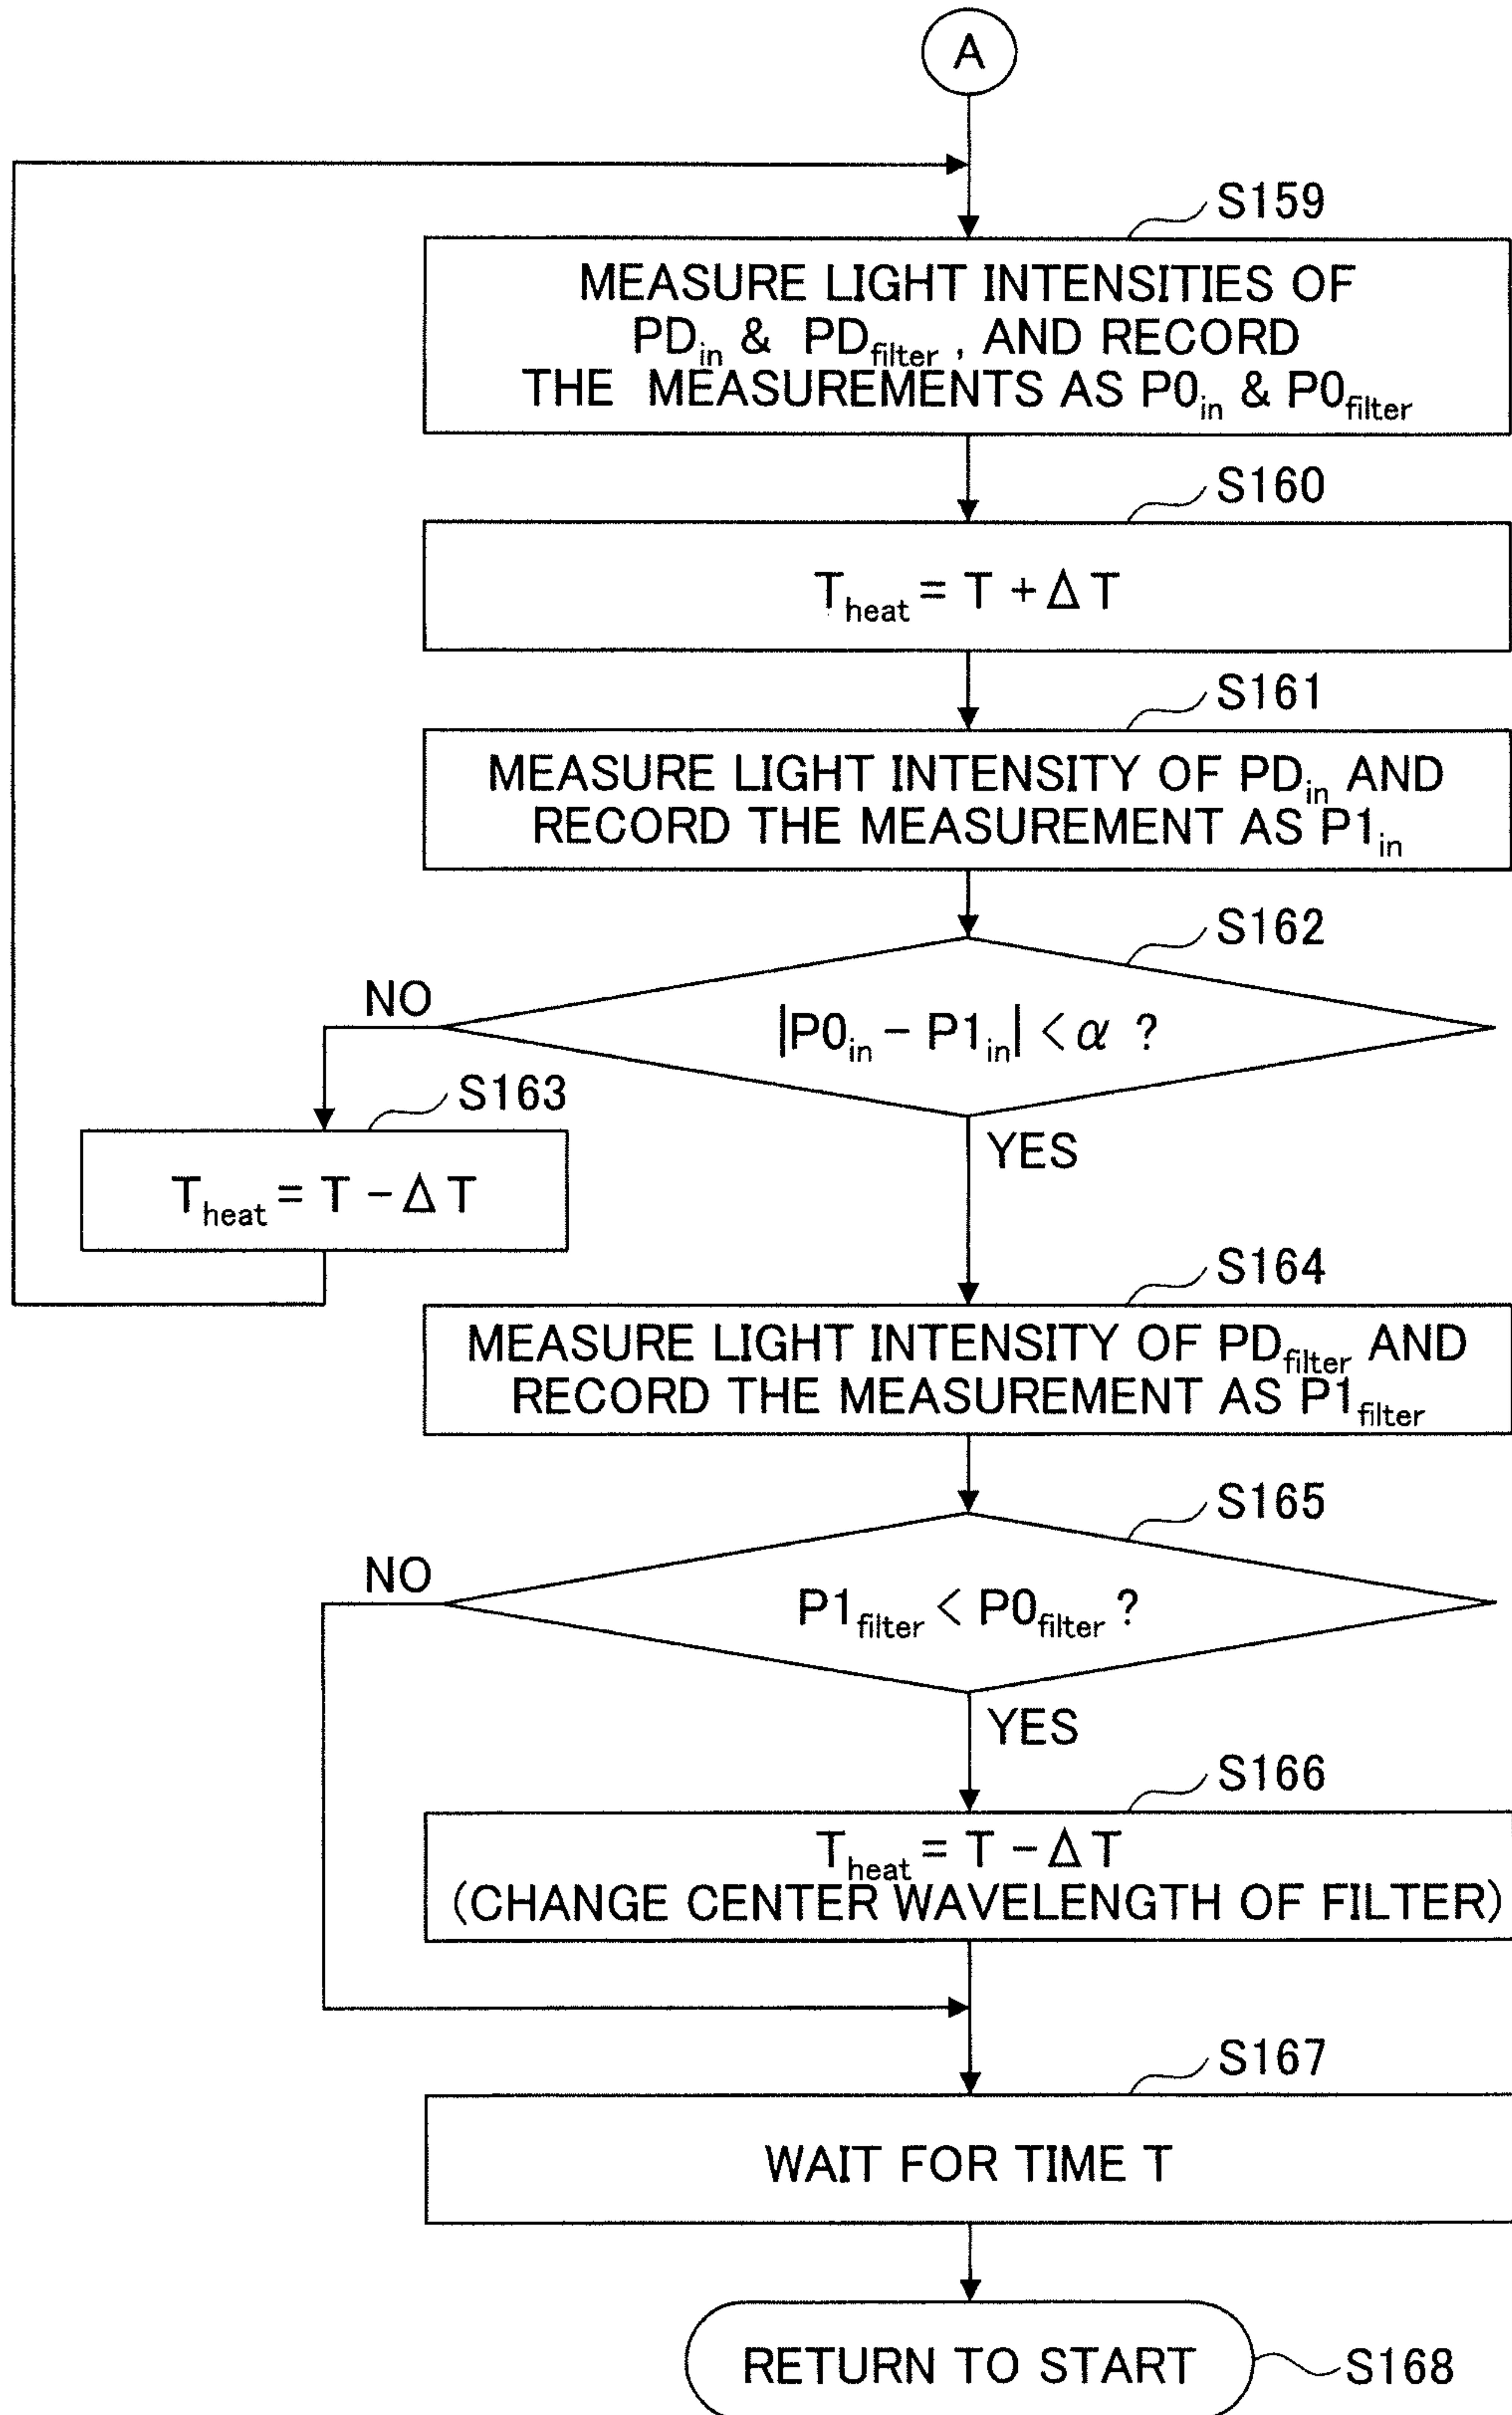 A
S159
MEASURE LIGHT INTENSITIES OF
PDin & PDfilter , AND RECORD
THE MEASUREMENTS AS P0in & P0filter
S160
Theat = T + Δ T
S161
MEASURE LIGHT INTENSITY OF PDin AND
RECORD THE MEASUREMENT AS P1in
S162
NO
|P0in − P1in| < α ?
S163
YES
Theat = T − Δ T
S164
MEASURE LIGHT INTENSITY OF PDfilter AND
RECORD THE MEASUREMENT AS P1filter
S165
NO
P1filter < P0filter ?
YES
S166
Theat = T − Δ T
(CHANGE CENTER WAVELENGTH OF FILTER)
S167
WAIT FOR TIME T
RETURN TO START
S168